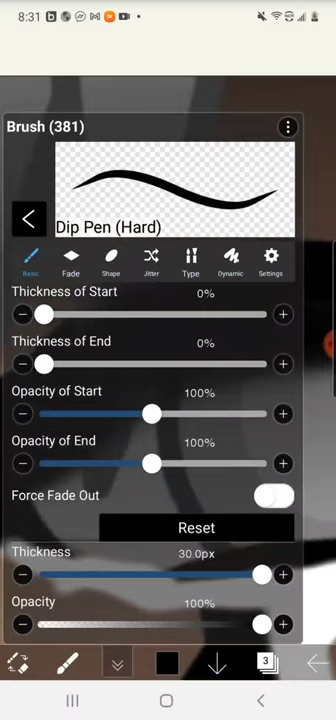 8:31
Brush (381)
Dip Pen (Hard)
Basic Fade Shape Jitter Type Dynamic Settings
Thickness of Start 0%
Thickness of End 0%
Opacity of Start 100%
Opacity of End 100%
Force Fade Out
Reset
Thickness 30.0px
Opacity 100%
3